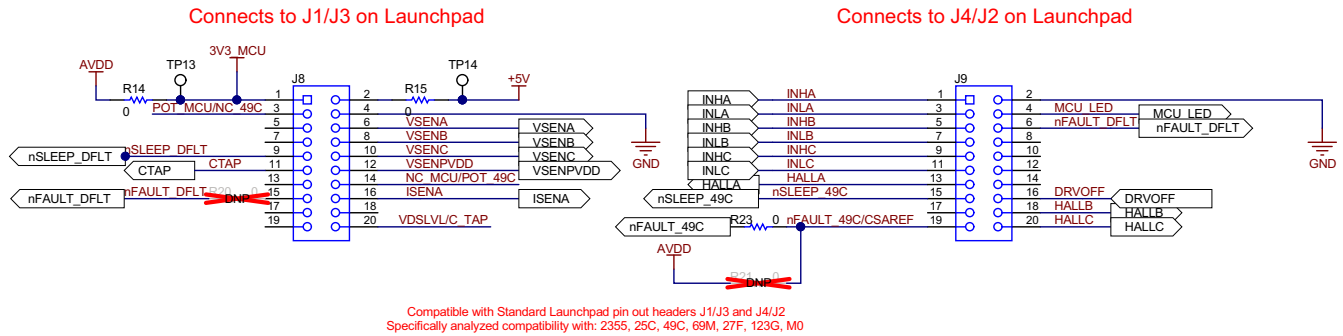 Connects to J1/J3 on Launchpad
Connects to J4/J2 on Launchpad
AVDD
3V3_MCU
TP13
R14
0
POT_MCU/NC_49C
nSLEEP_DFLT
nSLEEP_DFLT
CTAP
CTAP
nFAULT_DFLT
nFAULT_DFLT
R20
0
DNP
J8
1
3
5
7
9
11
13
15
17
19
2
4
6
8
10
12
14
16
18
20
R15
0
TP14
+5V
GND
VSENA
VSENB
VSENC
VSENPVDD
NC_MCU/POT_49C
ISENA
VDSLVL/C_TAP
VSENA
VSENB
VSENC
VSENPVDD
ISENA
INHA
INLA
INHB
INLB
INHC
INLC
HALLA
nSLEEP_49C
nFAULT_49C
INHA
INLA
INHB
INLB
INHC
INLC
HALLA
nSLEEP_49C
R23
0
nFAULT_49C/CSAREF
AVDD
R21
0
DNP
J9
1
3
5
7
9
11
13
15
17
19
2
4
6
8
10
12
14
16
18
20
MCU_LED
nFAULT_DFLT
DRVOFF
HALLB
HALLC
MCU_LED
nFAULT_DFLT
DRVOFF
HALLB
HALLC
GND
Compatible with Standard Launchpad pin out headers J1/J3 and J4/J2
Specifically analyzed compatibility with: 2355, 25C, 49C, 69M, 27F, 123G, M0